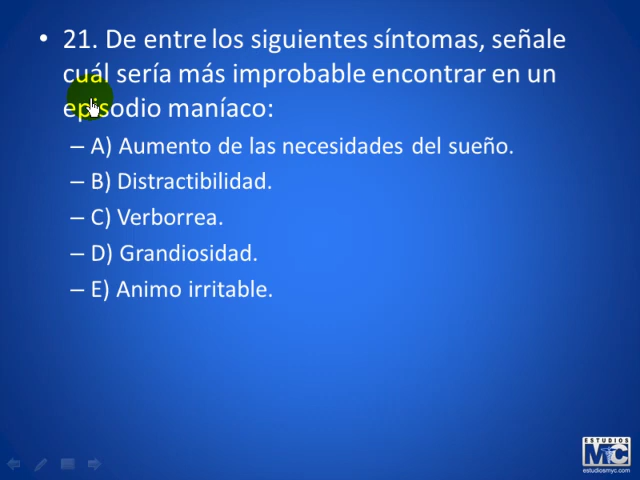 • 21. De entre los siguientes síntomas, señale
cuál sería más improbable encontrar en un
episodio maníaco:
– A) Aumento de las necesidades del sueño.
– B) Distractibilidad.
– C) Verborrea.
– D) Grandiosidad.
– E) Animo irritable.
ESTUDIOS
MyC
estudiosmyc.com